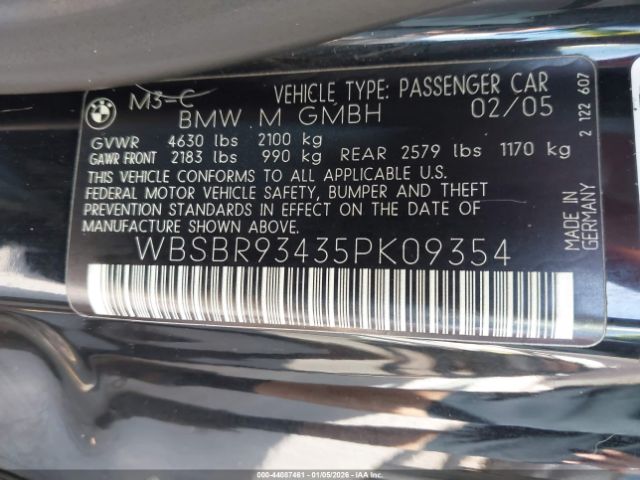 BMW
M3-C VEHICLE TYPE: PASSENGER CAR
BMW M GMBH 02/05
GVWR 4630 lbs 2100 kg
GAWR FRONT 2183 lbs 990 kg REAR 2579 lbs 1170 kg
THIS VEHICLE CONFORMS TO ALL APPLICABLE U.S.
FEDERAL MOTOR VEHICLE SAFETY, BUMPER AND THEFT
PREVENTION STANDARDS IN EFFECT ON THE DATE OF
MANUFACTURE SHOWN ABOVE.
WBSBR93435PK09354
2 122 607
MADE IN
GERMANY
000-44087461 - 01/05/2026 - IAAI.COM